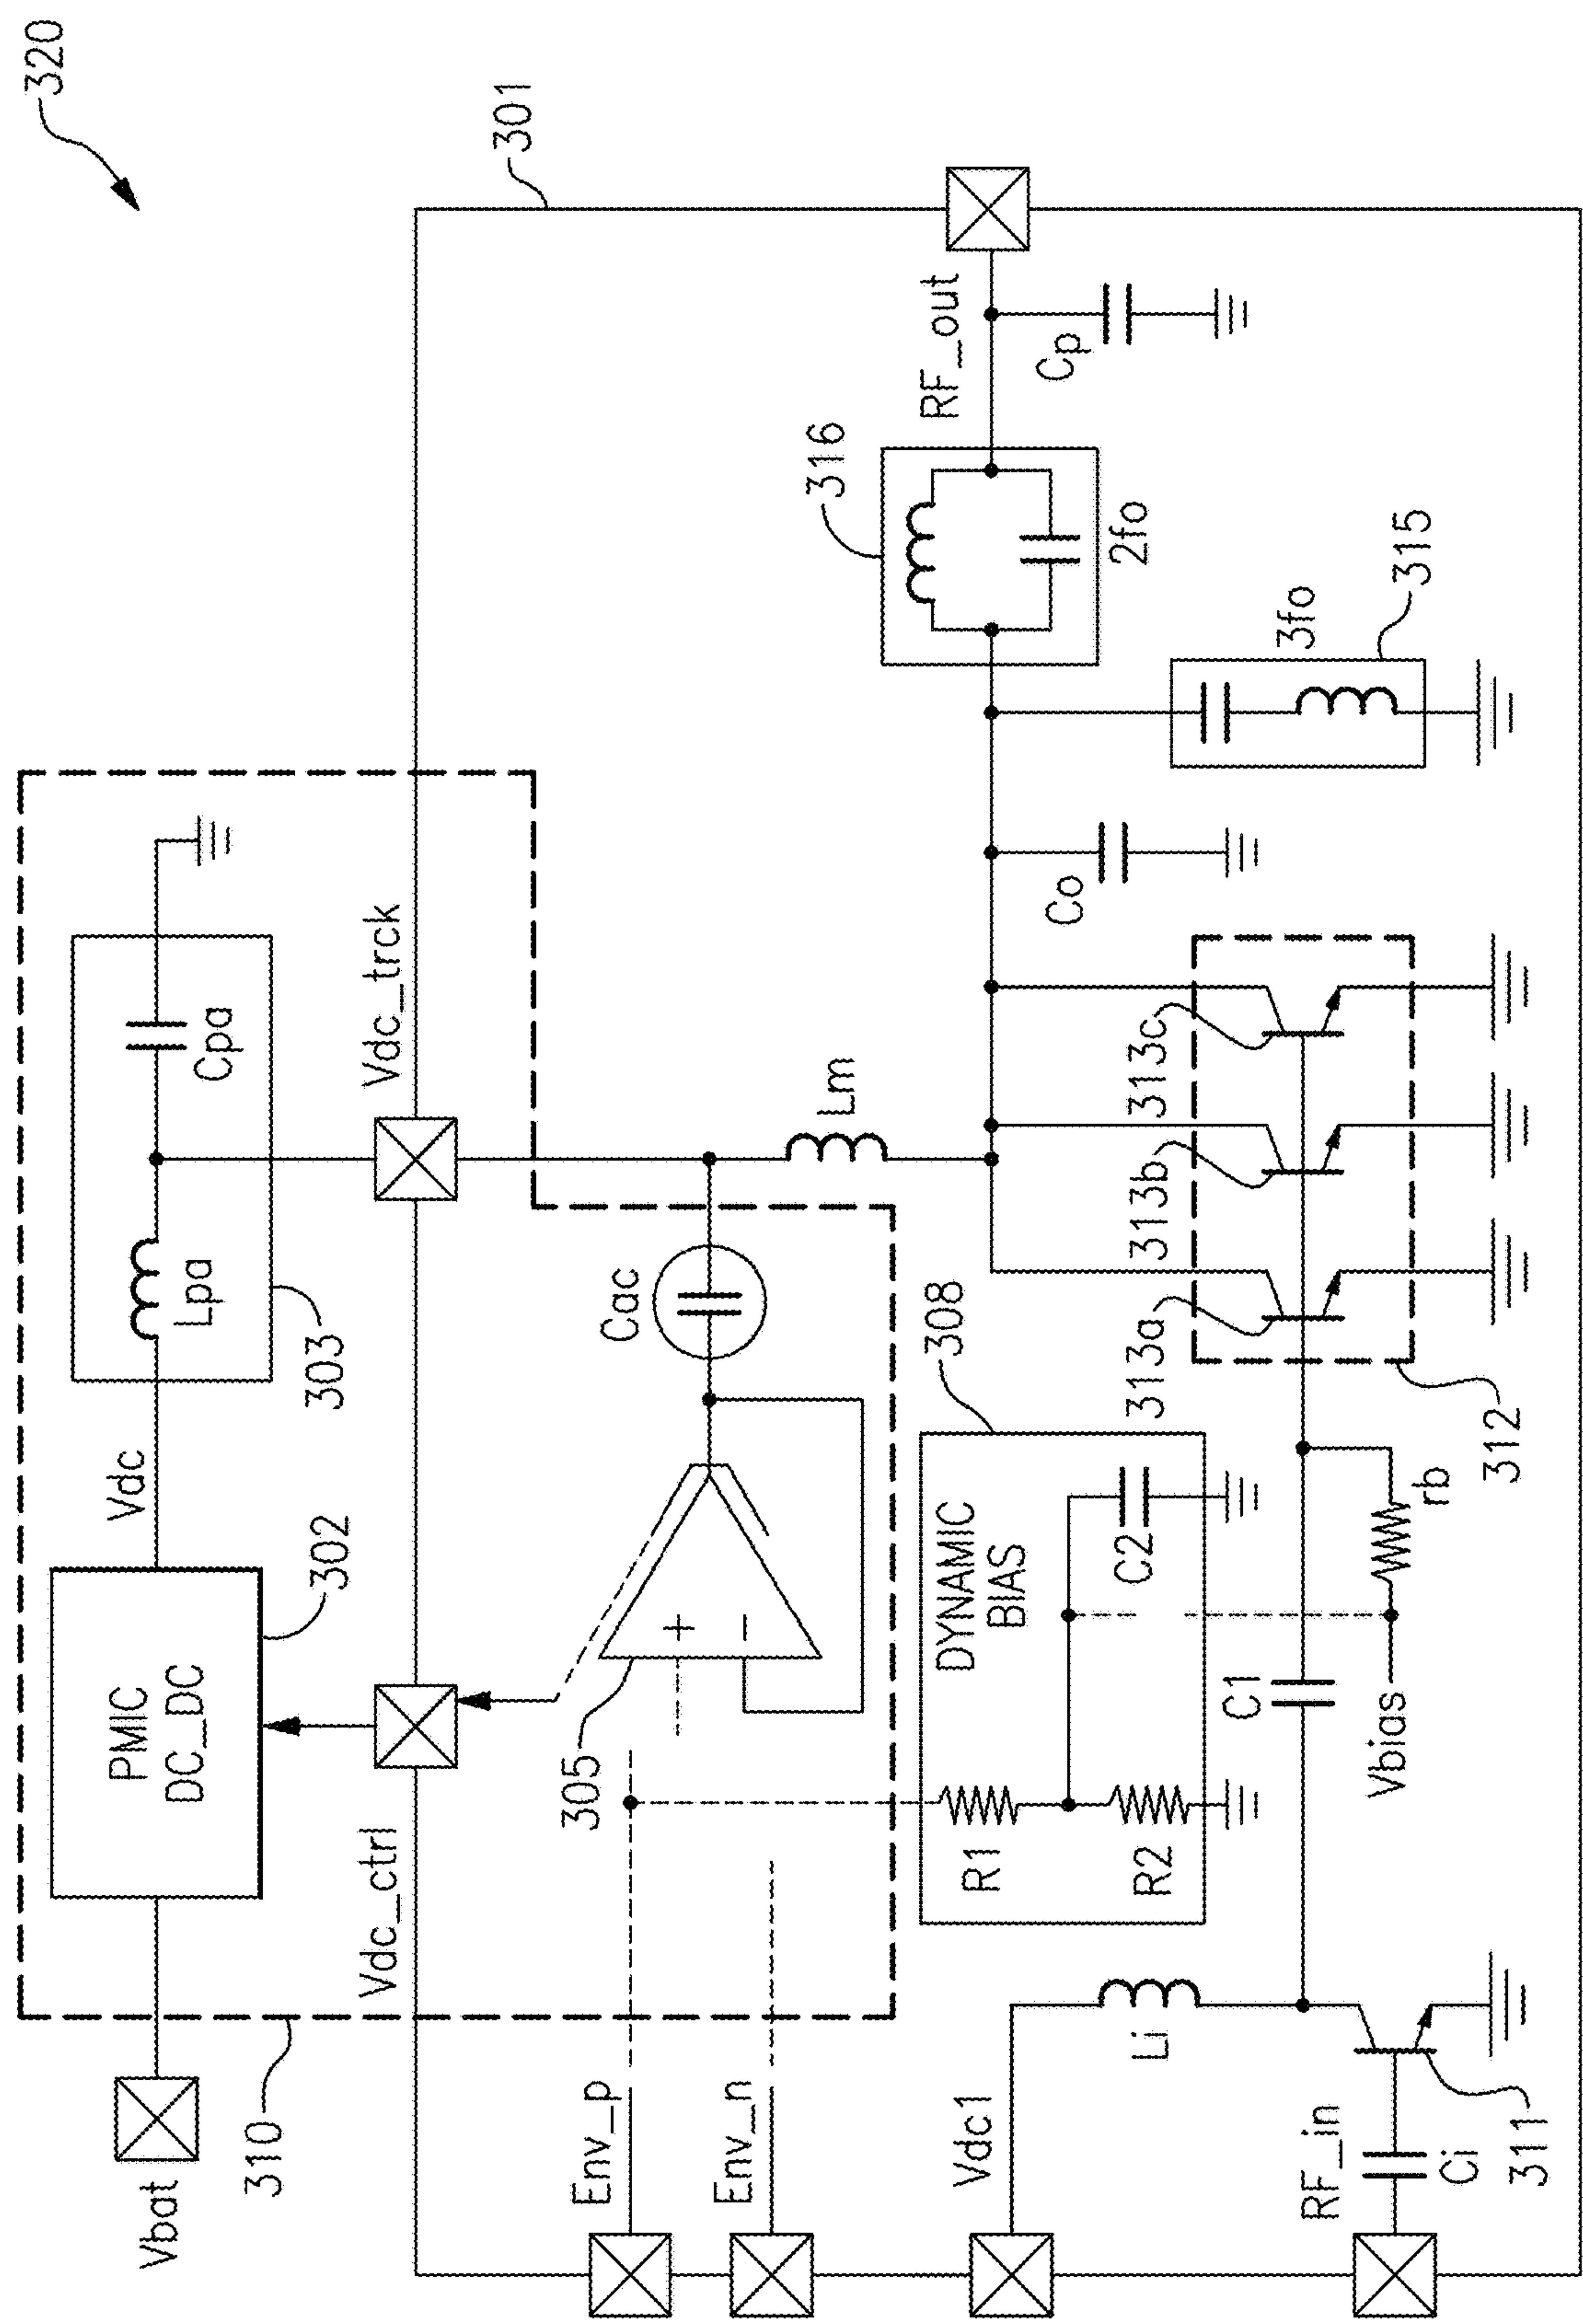 320
310
Vbat
PMIC
DC_DC
302
Vdc
Lpa
Cpa
303
Vdc_ctrl
Vdc_trck
301
Env_p
Env_n
305
+
−
Cac
Lm
308
DYNAMIC
BIAS
R1
R2
C2
316
2fo
RF_out
Cp
Vdc1
Li
RF_in
Ci
311
C1
Vbias
rb
312
313a
313b
313c
Co
3fo
315